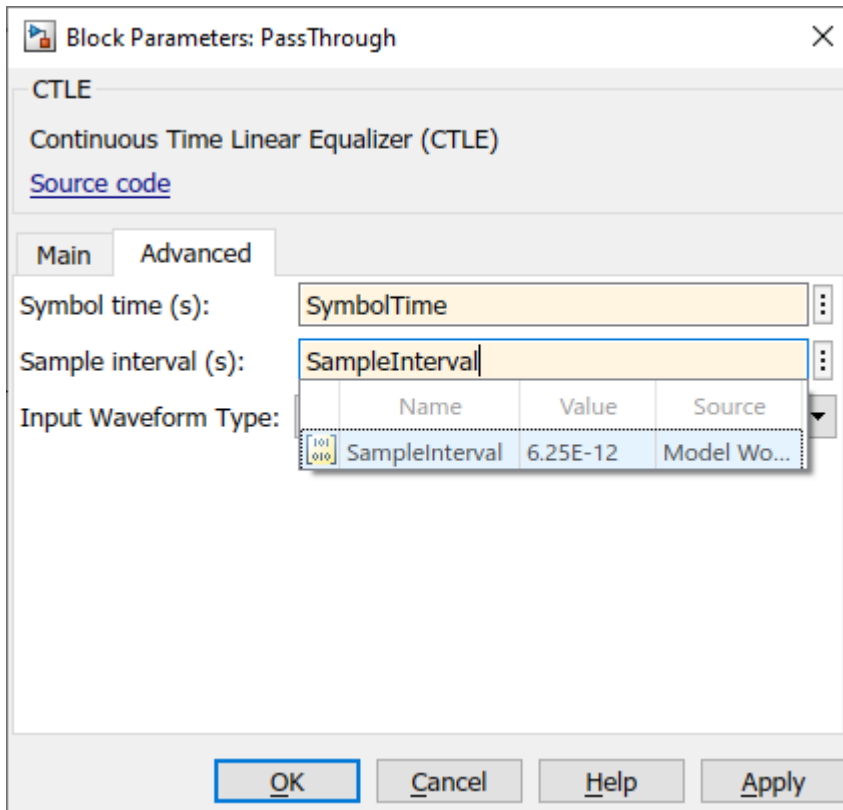 Block Parameters: PassThrough
CTLE
Continuous Time Linear Equalizer (CTLE)
Source code
Main Advanced
Symbol time (s): SymbolTime
Sample interval (s): SampleInterval
Name Value Source
Input Waveform Type:
SampleInterval 6.25E-12 Model Wo...
OK Cancel Help Apply